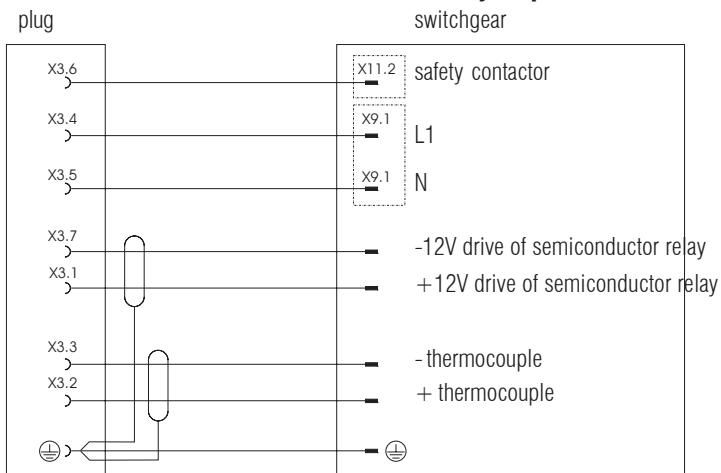 plug switchgear
X3.6 X11.2 safety contactor
X3.4 X9.1 L1
X3.5 X9.1 N
X3.7 -12V drive of semiconductor relay
X3.1 +12V drive of semiconductor relay
X3.3 - thermocouple
X3.2 + thermocouple